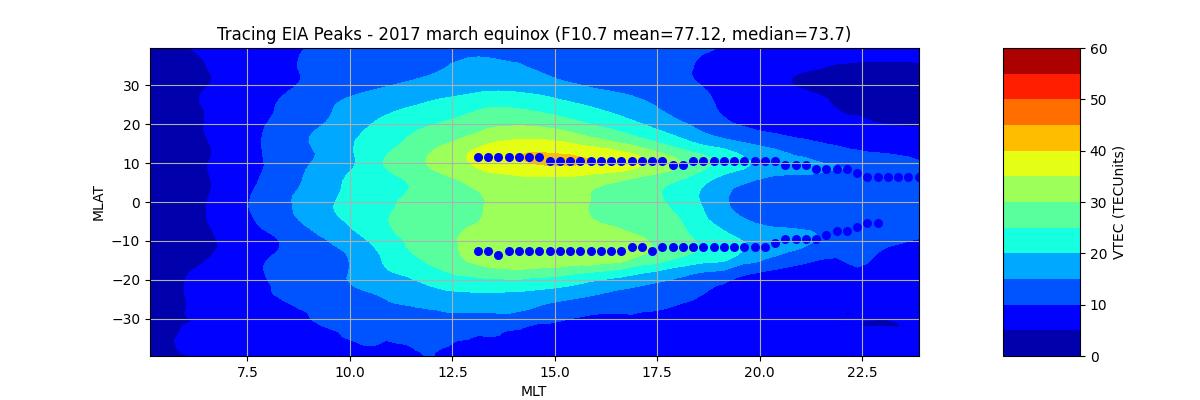 Tracing EIA Peaks - 2017 march equinox (F10.7 mean=77.12, median=73.7)
MLAT
30
20
10
0
−10
−20
−30
7.5 10.0 12.5 15.0 17.5 20.0 22.5
MLT
60
50
40
30
20
10
0
VTEC (TECUnits)